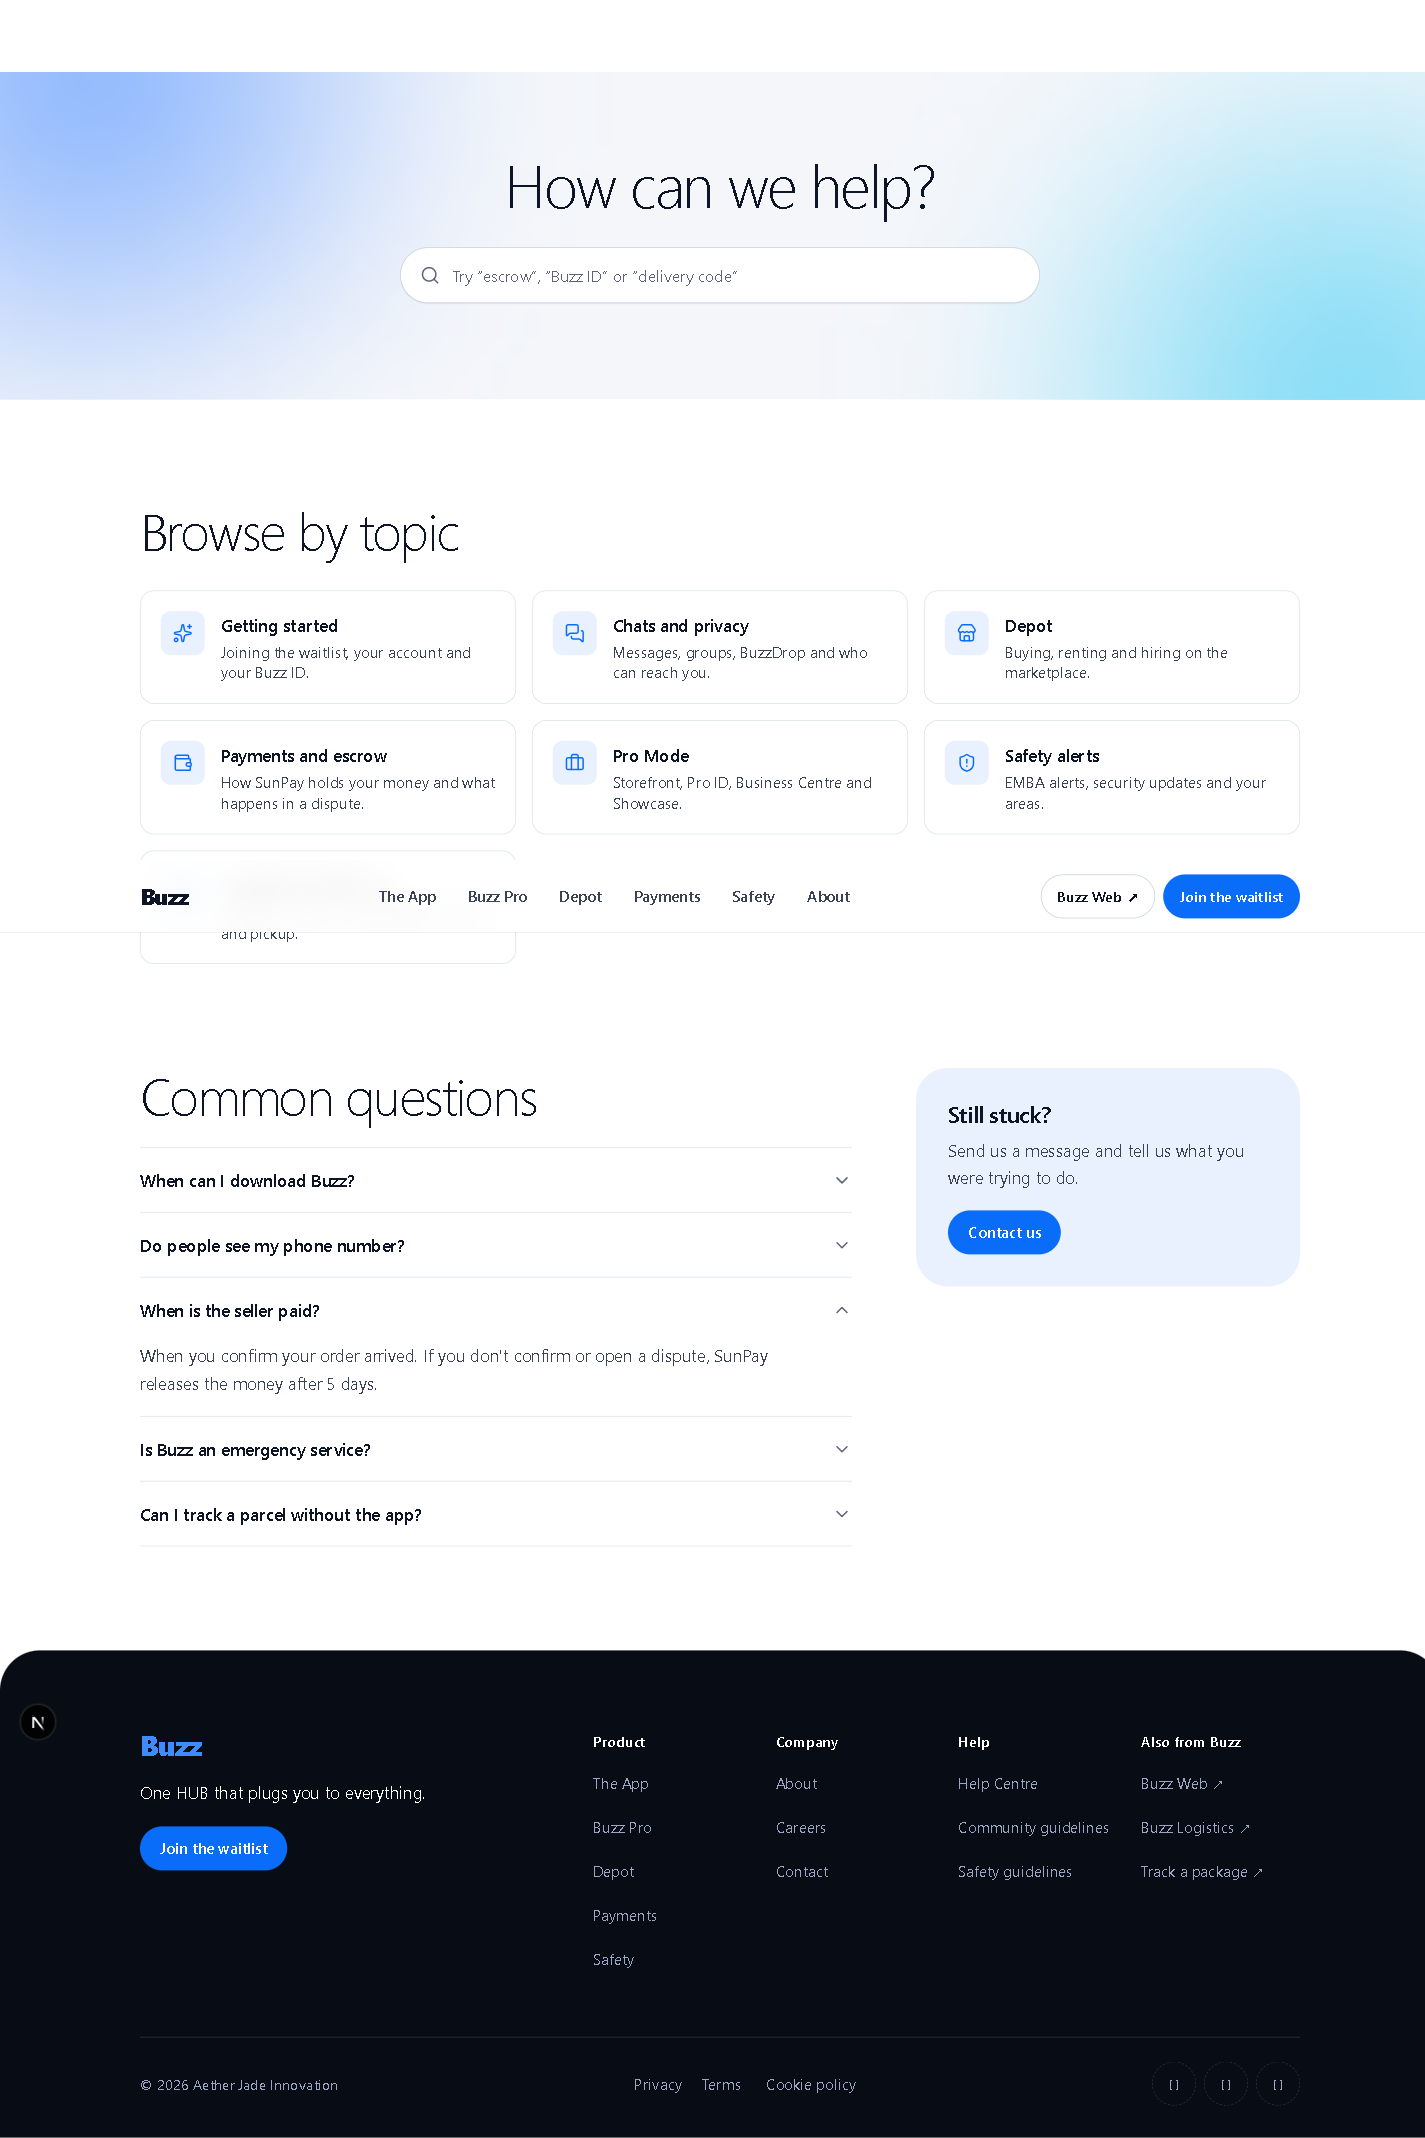 How can we help?
Try "escrow", "Buzz ID" or "delivery code"
Browse by topic
Getting started
Joining the waitlist, your account and
your Buzz ID.
Chats and privacy
Messages, groups, BuzzDrop and who
can reach you.
Depot
Buying, renting and hiring on the
marketplace.
Payments and escrow
How SunPay holds your money and what
happens in a dispute.
Pro Mode
Storefront, Pro ID, Business Centre and
Showcase.
Safety alerts
EMBA alerts, security updates and your
areas.
Buzz
The App
Buzz Pro
Depot
Payments
Safety
About
Buzz Web ↗
Join the waitlist
and pickup.
Common questions
When can I download Buzz?
Do people see my phone number?
When is the seller paid?
When you confirm your order arrived. If you don't confirm or open a dispute, SunPay
releases the money after 5 days.
Is Buzz an emergency service?
Can I track a parcel without the app?
Still stuck?
Send us a message and tell us what you
were trying to do.
Contact us
N
Buzz
One HUB that plugs you to everything.
Join the waitlist
Product
The App
Buzz Pro
Depot
Payments
Safety
Company
About
Careers
Contact
Help
Help Centre
Community guidelines
Safety guidelines
Also from Buzz
Buzz Web ↗
Buzz Logistics ↗
Track a package ↗
© 2026 Aether Jade Innovation
Privacy
Terms
Cookie policy
[ ]
[ ]
[ ]